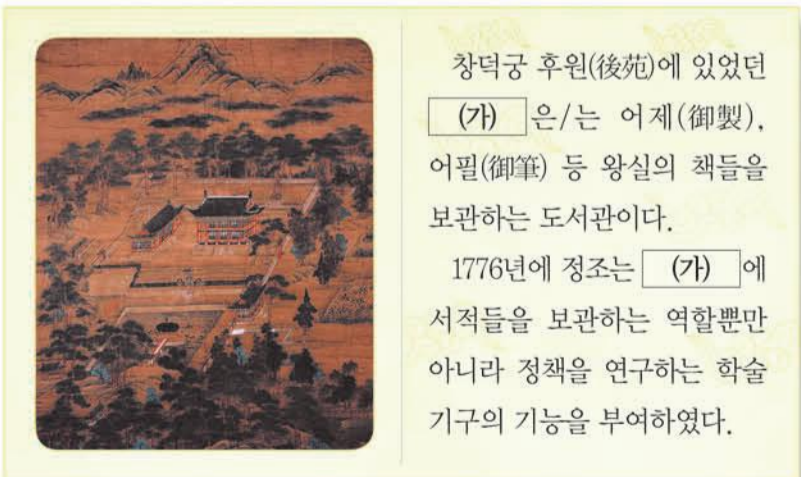 창덕궁 후원(後苑)에 있었던
(가) 은/는 어제(御製),
어필(御筆) 등 왕실의 책들을
보관하는 도서관이다.
1776년에 정조는 (가) 에
서적들을 보관하는 역할뿐만
아니라 정책을 연구하는 학술
기구의 기능을 부여하였다.